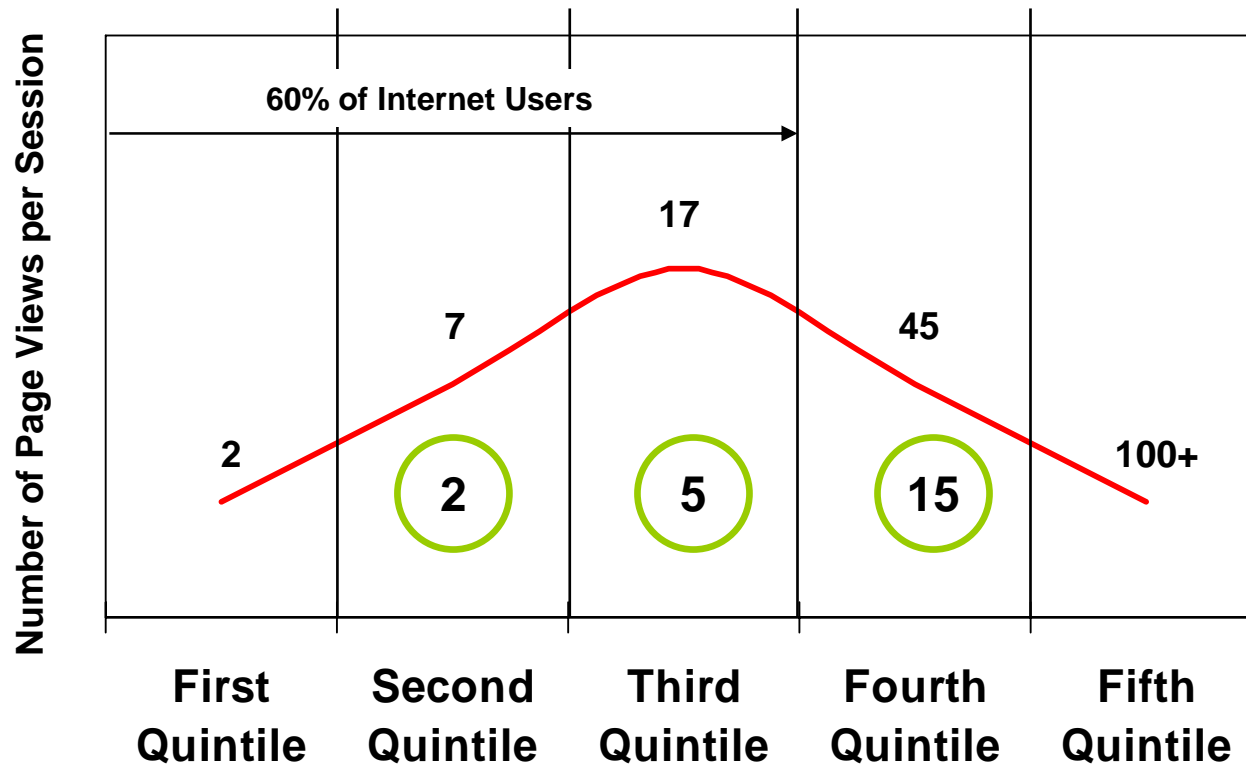 Number of Page Views per Session
60% of Internet Users
17
7
45
2
100+
2
5
15
First
Quintile
Second
Quintile
Third
Quintile
Fourth
Quintile
Fifth
Quintile